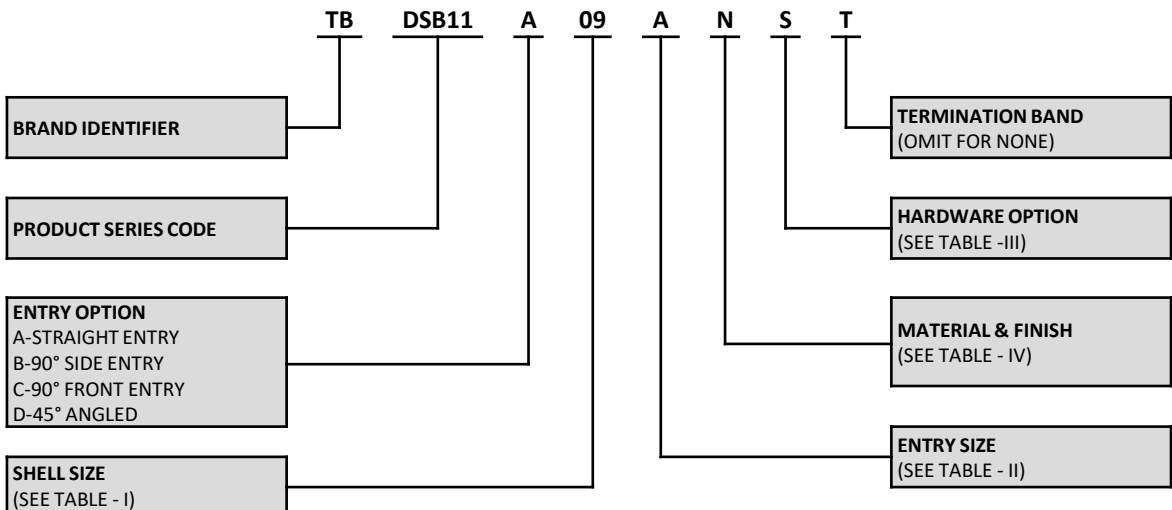 TB DSB11 A 09 A N S T
BRAND IDENTIFIER
PRODUCT SERIES CODE
ENTRY OPTION
A-STRAIGHT ENTRY
B-90° SIDE ENTRY
C-90° FRONT ENTRY
D-45° ANGLED
SHELL SIZE
(SEE TABLE - I)
TERMINATION BAND
(OMIT FOR NONE)
HARDWARE OPTION
(SEE TABLE -III)
MATERIAL & FINISH
(SEE TABLE - IV)
ENTRY SIZE
(SEE TABLE - II)